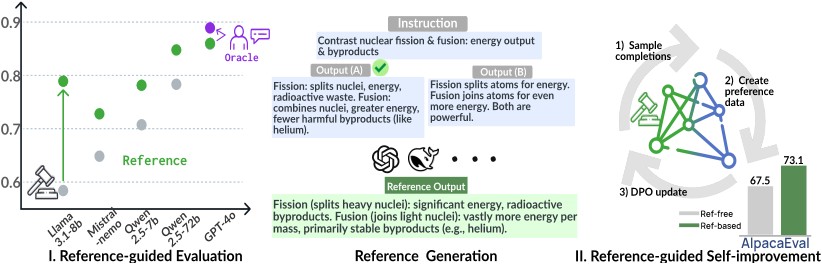 0.9
0.8
0.7
0.6
Oracle
Reference
Llama
3.1-8b
Mistral
-nemo
Qwen
2.5-7b
Qwen
2.5-72b
GPT-4o
I. Reference-guided Evaluation
Instruction
Contrast nuclear fission & fusion: energy output
& byproducts
Output (A)
Fission: splits nuclei, energy,
radioactive waste. Fusion:
combines nuclei, greater energy,
fewer harmful byproducts (like
helium).
Output (B)
Fission splits atoms for energy.
Fusion joins atoms for even
more energy. Both are
powerful.
Reference Output
Fission (splits heavy nuclei): significant energy, radioactive
byproducts. Fusion (joins light nuclei): vastly more energy per
mass, primarily stable byproducts (e.g., helium).
Reference Generation
1) Sample
completions
2) Create
preference
data
3) DPO update
Ref-free
Ref-based
67.5
73.1
AlpacaEval
II. Reference-guided Self-improvement